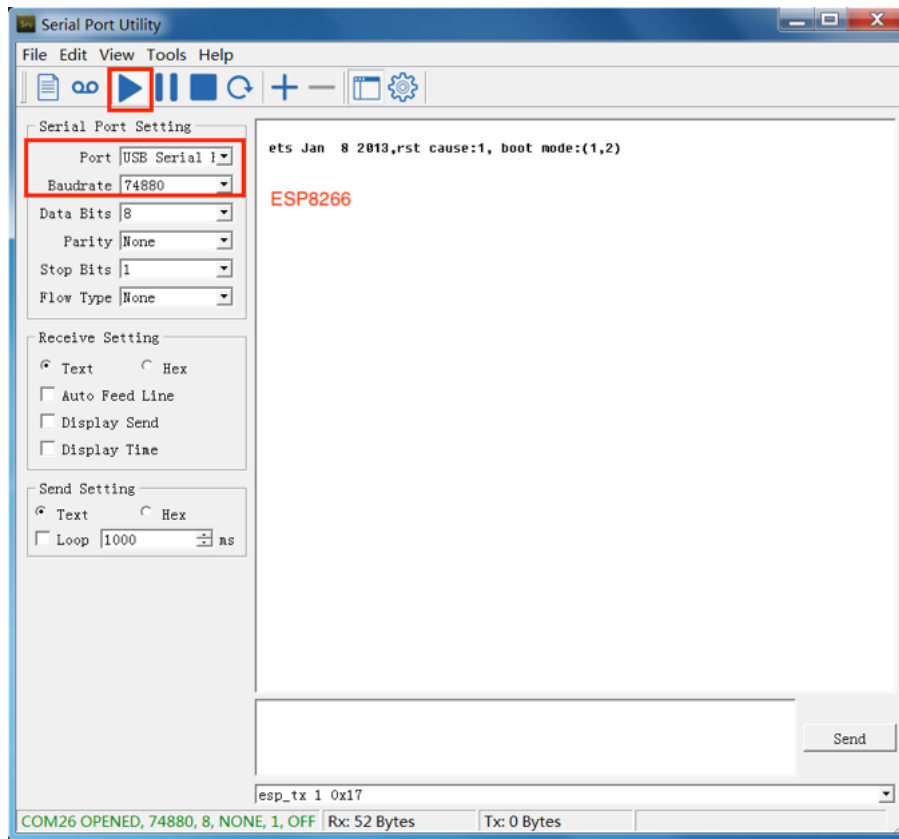 Serial Port Utility
File Edit View Tools Help
Serial Port Setting
Port USB Serial
Baudrate 74880
Data Bits 8
Parity None
Stop Bits 1
Flow Type None
Receive Setting
Text Hex
Auto Feed Line
Display Send
Display Time
Send Setting
Text Hex
Loop 1000 ms
ets Jan 8 2013,rst cause:1, boot mode:(1,2)
ESP8266
Send
esp_tx 1 0x17
COM26 OPENED, 74880, 8, NONE, 1, OFF Rx: 52 Bytes Tx: 0 Bytes